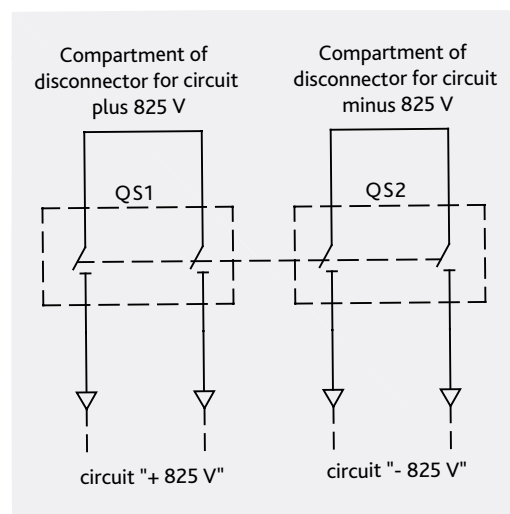 Compartment of
disconnector for circuit
plus 825 V
Compartment of
disconnector for circuit
minus 825 V
QS1
QS2
circuit "+ 825 V"
circuit "- 825 V"